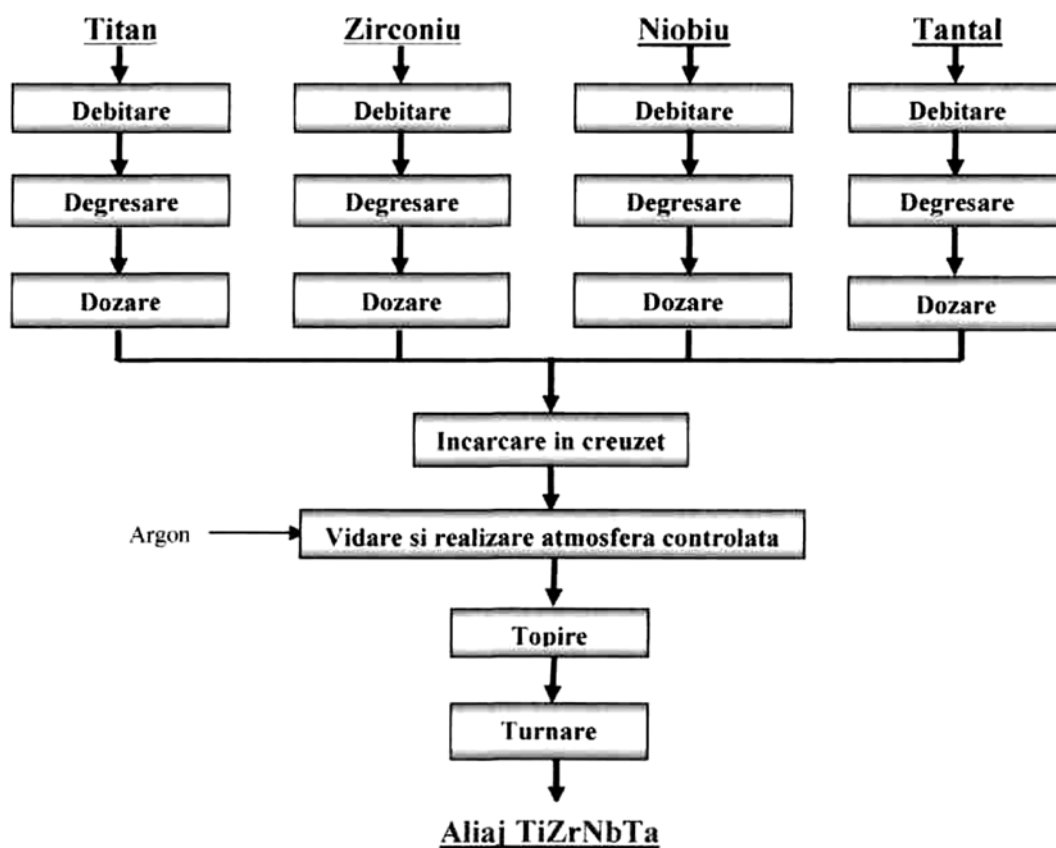 Titan Zirconiu Niobiu Tantal
Debitare Debitare Debitare Debitare
Degresare Degresare Degresare Degresare
Dozare Dozare Dozare Dozare
Incarcare in creuzet
Argon Vidare si realizare atmosfera controlata
Topire
Turnare
Aliaj TiZrNbTa